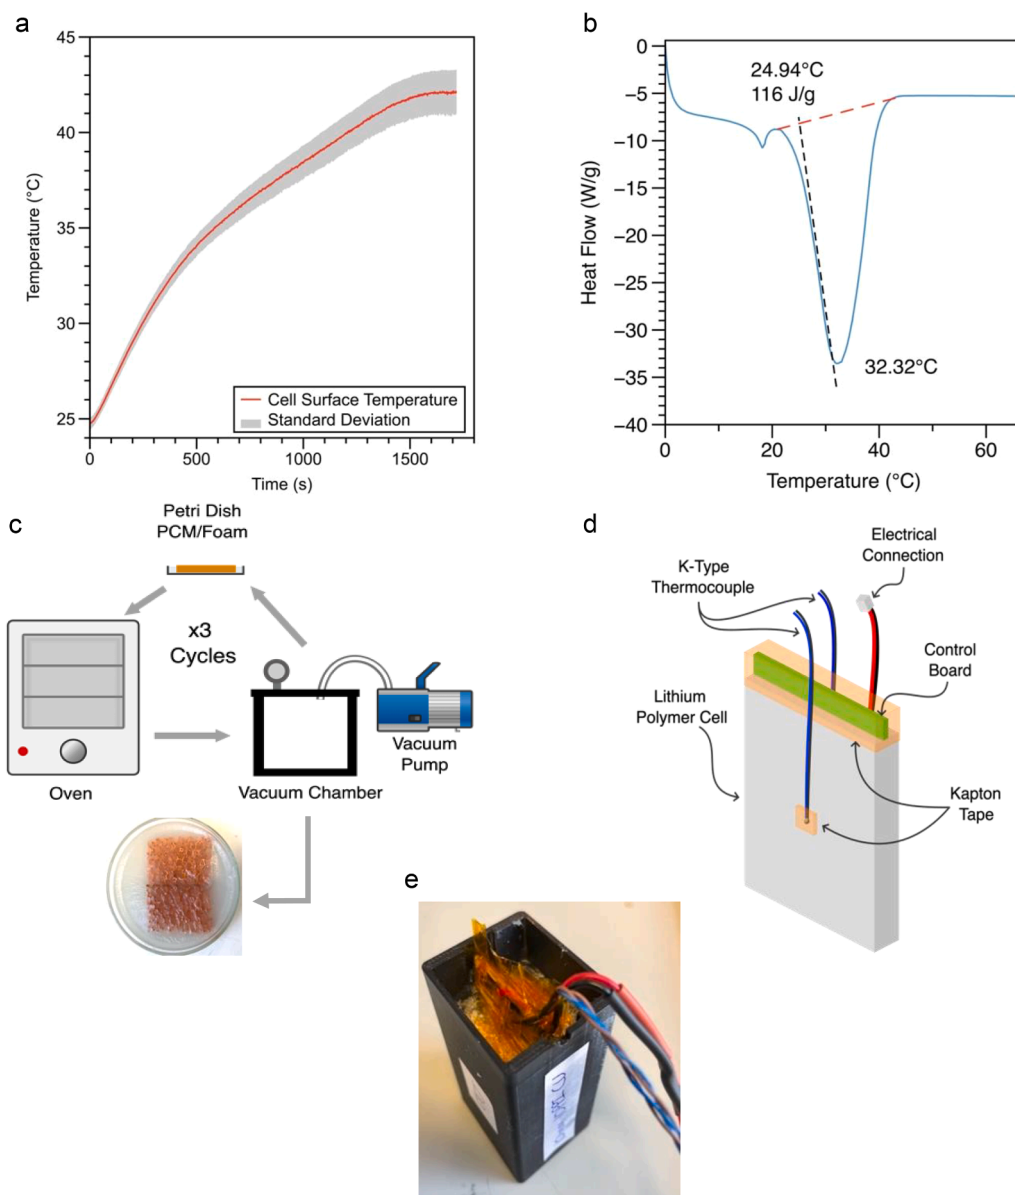 a
45
40
35
30
25
Temperature (°C)
Cell Surface Temperature
Standard Deviation
0
500
1000
1500
Time (s)
b
0
−5
−10
−15
−20
−25
−30
−35
−40
Heat Flow (W/g)
24.94°C
116 J/g
32.32°C
0
20
40
60
Temperature (°C)
c
Petri Dish
PCM/Foam
x3
Cycles
Oven
Vacuum
Pump
Vacuum Chamber
d
Electrical
Connection
K-Type
Thermocouple
Control
Board
Lithium
Polymer Cell
Kapton
Tape
e